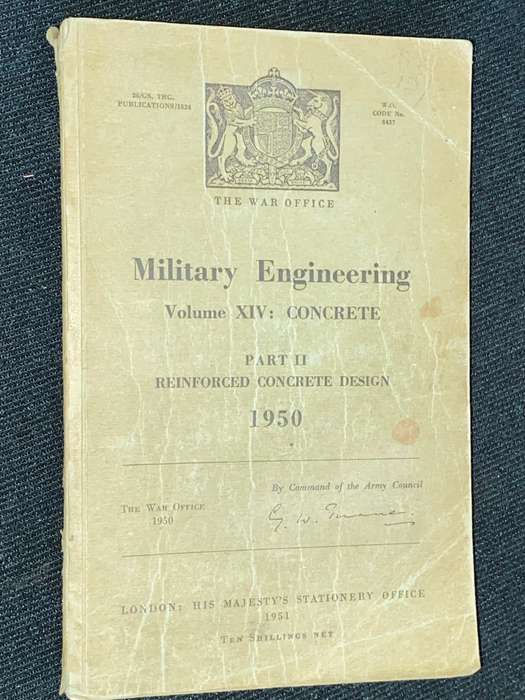 26/GS. TRG.
PUBLICATIONS/1834
W.O.
CODE No.
8437
THE WAR OFFICE
Military Engineering
Volume XIV: CONCRETE
PART II
REINFORCED CONCRETE DESIGN
1950
By Command of the Army Council
THE WAR OFFICE
1950
LONDON: HIS MAJESTY'S STATIONERY OFFICE
1951
TEN SHILLINGS NET